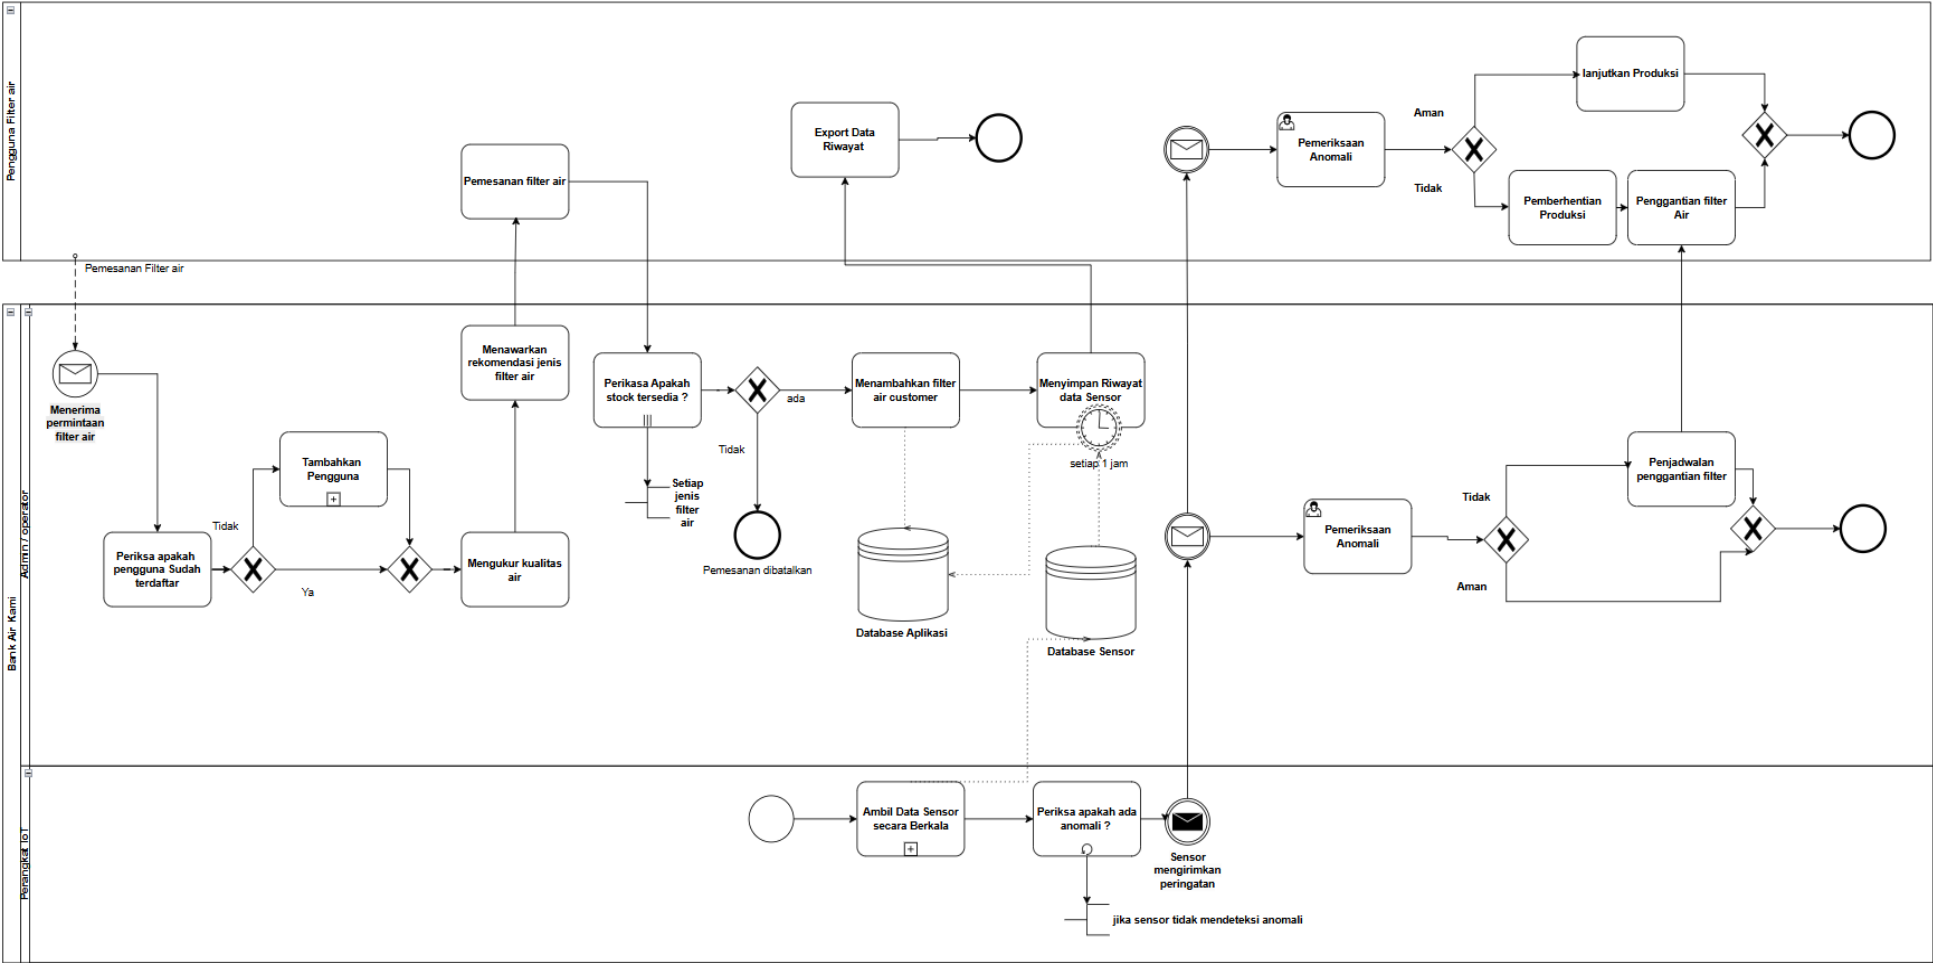 Pengguna Filter air
lanjutkan Produksi
Export Data
Riwayat
Aman
Pemeriksaan
Anomali
Pemesanan filter air
Tidak
Pemberhentian
Produksi
Penggantian filter
Air
Pemesanan Filter air
Bank Air Kami
Admin / operator
Menerima
permintaan
filter air
Menawarkan
rekomendasi jenis
filter air
Perikasa Apakah
stock tersedia ?
ada
Menambahkan filter
air customer
Menyimpan Riwayat
data Sensor
setiap 1 jam
Tambahkan
Pengguna
Tidak
Setiap
jenis
filter
air
Penjadwalan
penggantian filter
Tidak
Tidak
Periksa apakah
pengguna Sudah
terdaftar
Ya
Mengukur kualitas
air
Pemesanan dibatalkan
Pemeriksaan
Anomali
Aman
Database Aplikasi
Database Sensor
Perangkat IoT
Ambil Data Sensor
secara Berkala
Periksa apakah ada
anomali ?
Sensor
mengirimkan
peringatan
jika sensor tidak mendeteksi anomali